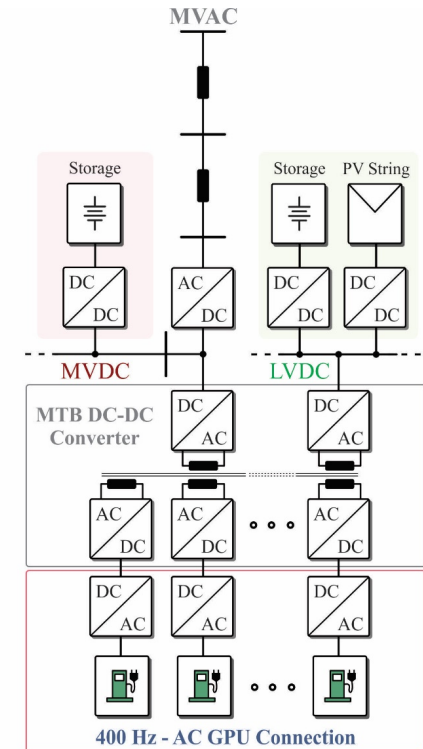 MVAC
Storage
Storage PV String
DC DC
AC DC
DC DC
DC DC
MVDC
LVDC
MTB DC-DC
Converter
DC AC
DC AC
AC DC
AC DC
AC DC
DC AC
DC AC
DC AC
400 Hz - AC GPU Connection